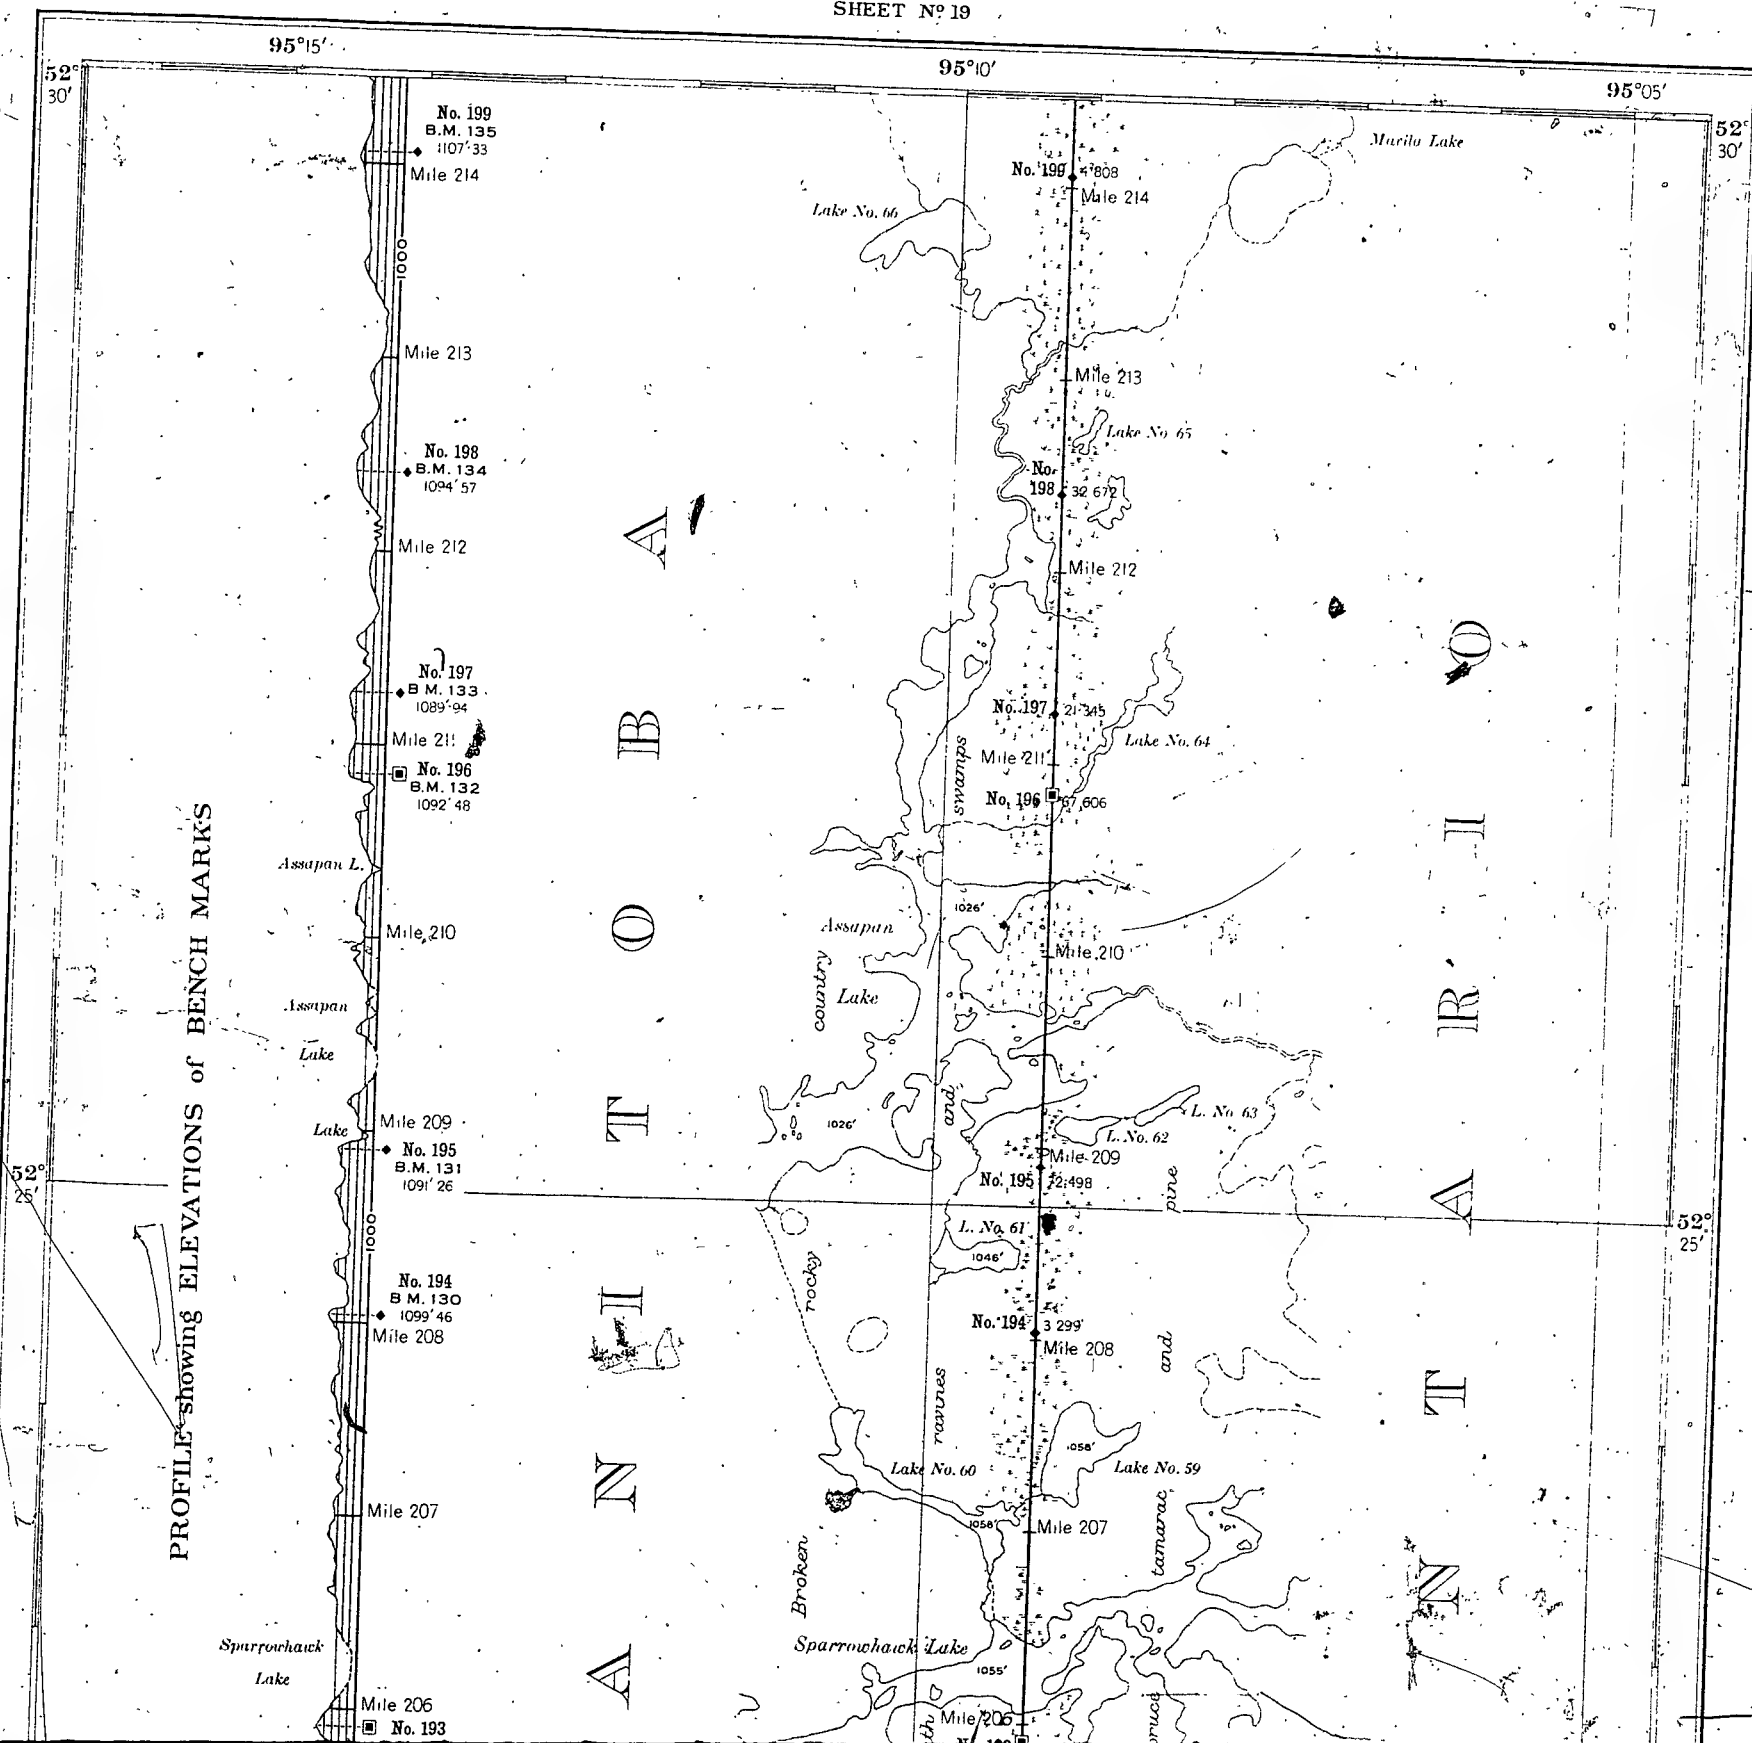 SHEET Nº 19
95°15′
95°10′
95°05′
52°
30′
52°
30′
No. 199
B.M. 135
1107·33
Mile 214
1000
Mile 213
No. 198
B.M. 134
1094·57
Mile 212
No. 197
B M. 133
1089·94
Mile 211
No. 196
B.M. 132
1092·48
Assapan L.
Mile 210
Assapan
Lake
Mile 209
Lake
No. 195
B.M. 131
1091·26
52°
25′
1000
No. 194
B M. 130
1099·46
Mile 208
Mile 207
Sparrowhawk
Lake
Mile 206
No. 193
PROFILE showing ELEVATIONS of BENCH MARKS
M A N I T O B A
Murilo Lake
No. 199
Mile 214
Lake No. 66
Mile 213
Lake No 65
No.
198
32 672
Mile 212
No. 197
21·345
Lake No. 64
Mile 211
swamps
No. 196
67,606
1026′
Assapan
Mile 210
country
Lake
and
L. No 63
1026′
L. No. 62
Mile 209
No. 195
72·498
pine
L. No. 61
1046′
52°
25′
rocky
No. 194
3 299
Mile 208
and
ravines
1058′
Lake No. 60
Lake No. 59
1058′
Mile 207
tamarac
Broken
Sparrowhawk Lake
1055′
Mile 206
O N T A R I O